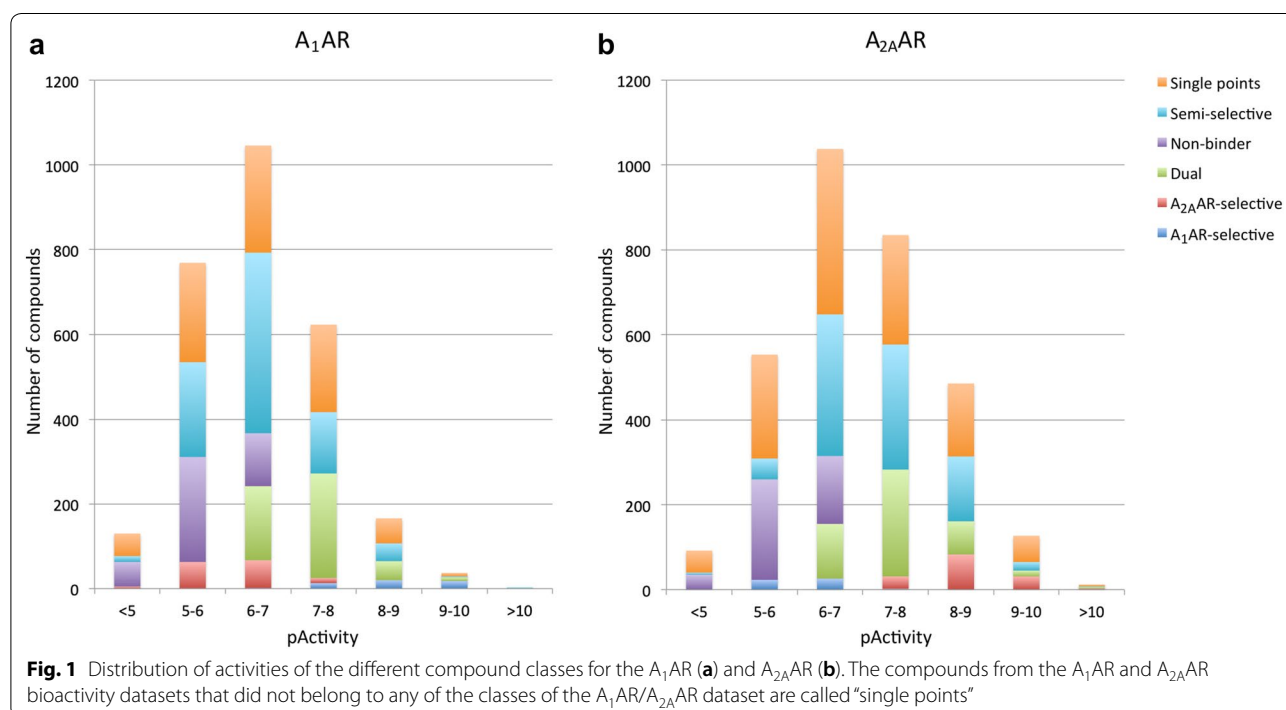 a
A₁AR
1200
1000
800
600
400
200
0
Number of compounds
<5 5-6 6-7 7-8 8-9 9-10 >10
pActivity
b
A₂ₐAR
1200
1000
800
600
400
200
0
Number of compounds
<5 5-6 6-7 7-8 8-9 9-10 >10
pActivity
Single points
Semi-selective
Non-binder
Dual
A₂ₐAR-selective
A₁AR-selective
Fig. 1 Distribution of activities of the different compound classes for the A₁AR (a) and A₂ₐAR (b). The compounds from the A₁AR and A₂ₐAR
bioactivity datasets that did not belong to any of the classes of the A₁AR/A₂ₐAR dataset are called “single points”